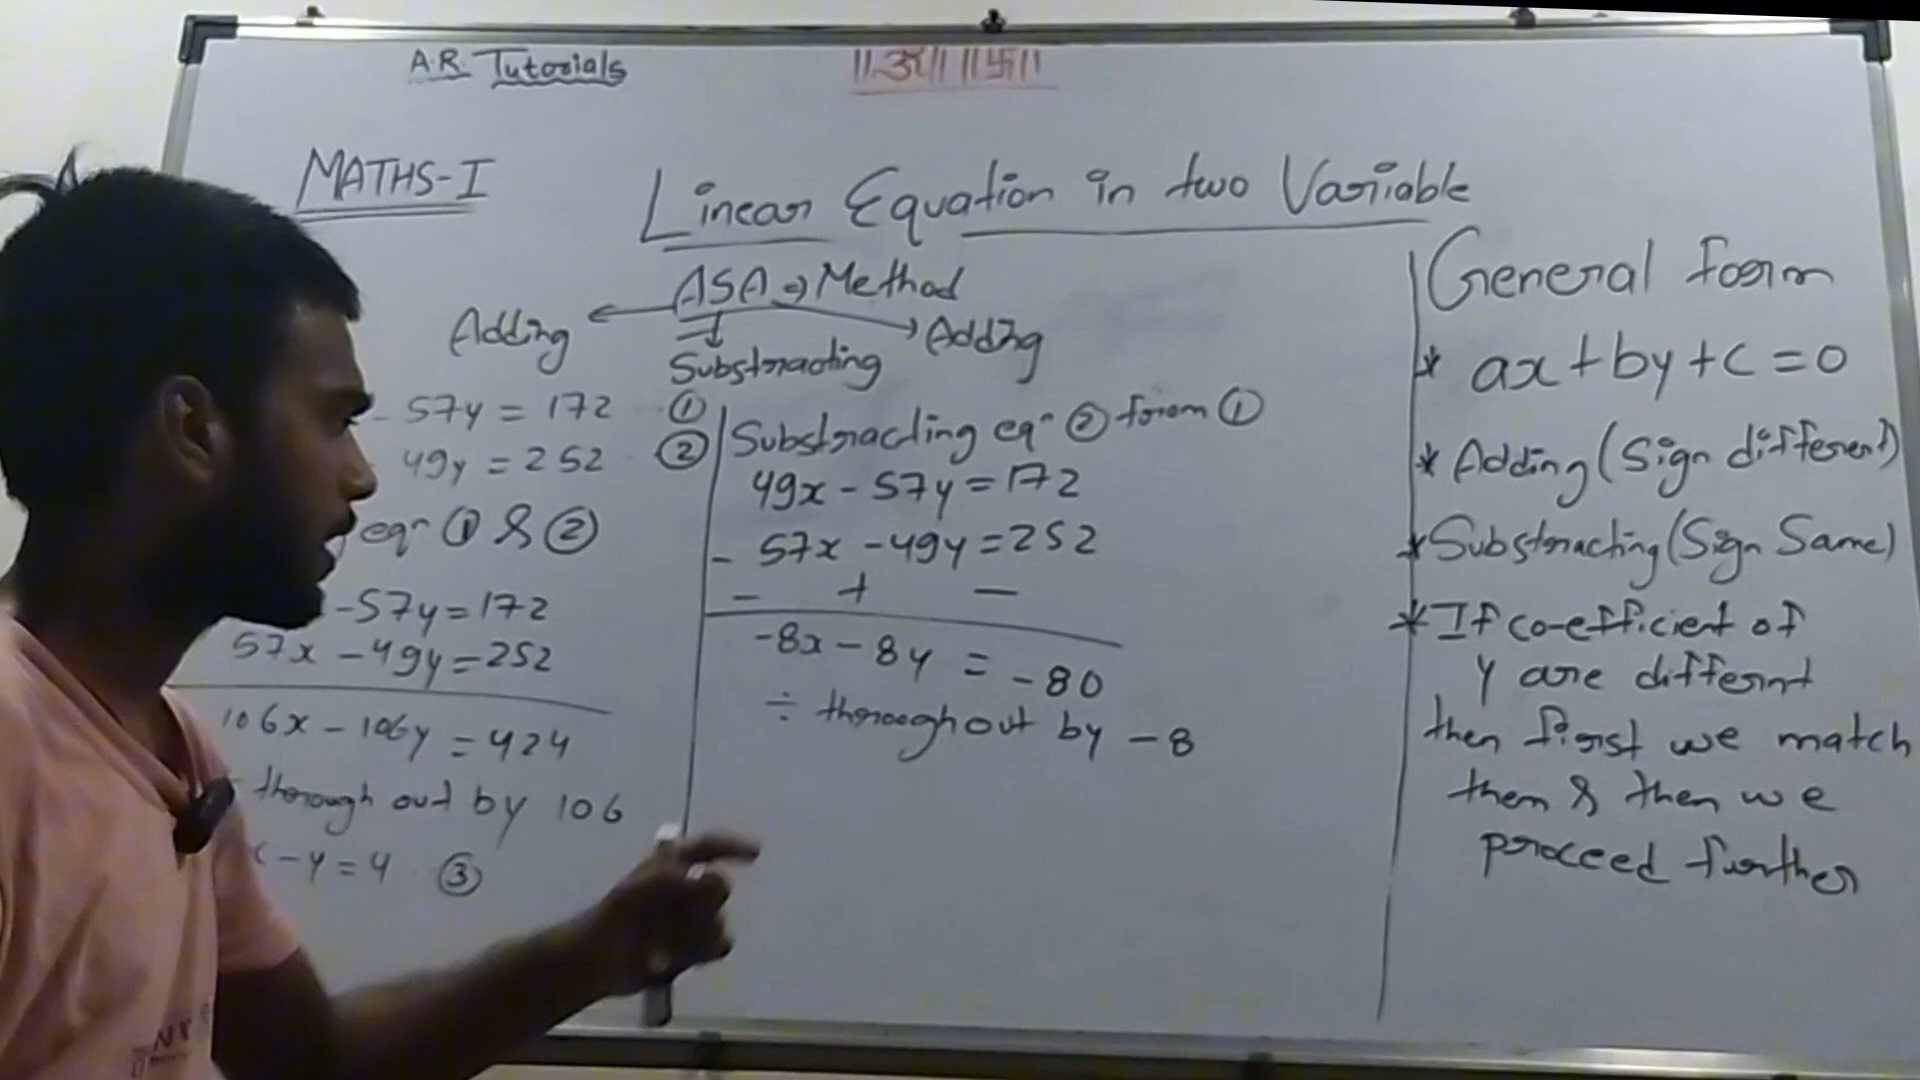 A.R. Tutorials
||ॐ|| ||卐||
MATHS-I
Linear Equation in two Variable
ASA → Method
Adding
Substracting
Adding
- 57y = 172 ①
49y = 252 ②
eqⁿ ① & ②
-57y = 172
57x - 49y = 252
106x - 106y = 424
thorough out by 106
- y = 4 ③
Substracting eqⁿ ② from ①
49x - 57y = 172
- 57x - 49y = 252
- + -
-8x - 8y = -80
÷ throughout by -8
General form
* ax + by + c = 0
* Adding (Sign different)
* Substracting (Sign Same)
* If co-efficient of
y are differnt
then first we match
them & then we
proceed further